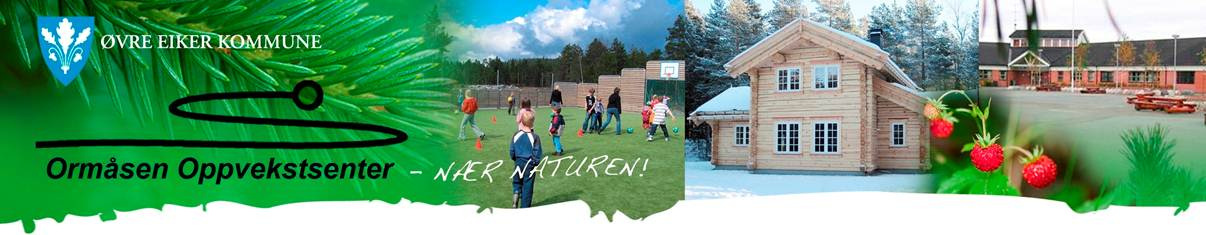 ØVRE EIKER KOMMUNE
Ormåsen Oppvekstsenter – NÆR NATUREN!